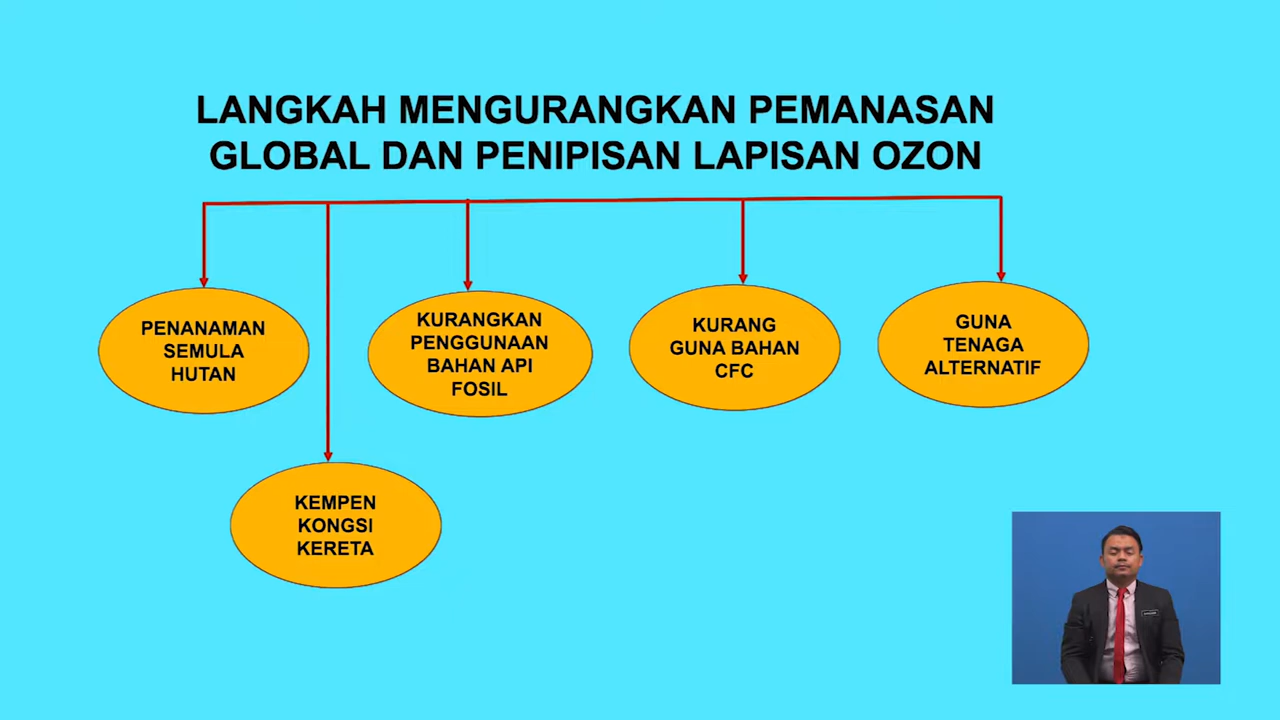 LANGKAH MENGURANGKAN PEMANASAN
GLOBAL DAN PENIPISAN LAPISAN OZON
PENANAMAN
SEMULA
HUTAN
KURANGKAN
PENGGUNAAN
BAHAN API
FOSIL
KURANG
GUNA BAHAN
CFC
GUNA
TENAGA
ALTERNATIF
KEMPEN
KONGSI
KERETA